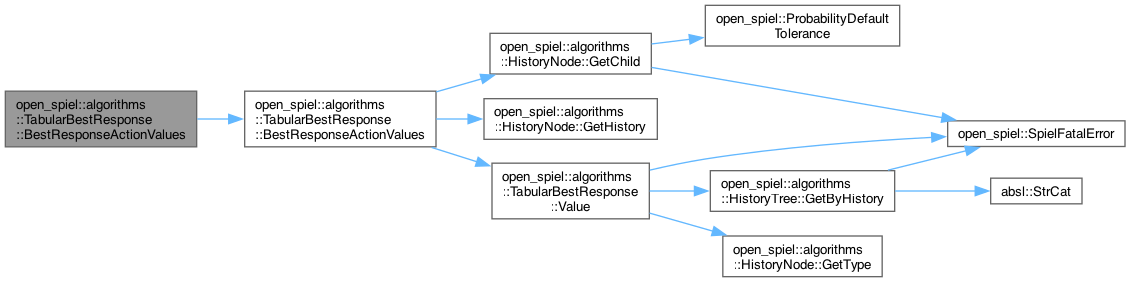 open_spiel::algorithms
::TabularBestResponse
::BestResponseActionValues
open_spiel::algorithms
::TabularBestResponse
::BestResponseActionValues
open_spiel::algorithms
::HistoryNode::GetChild
open_spiel::ProbabilityDefault
Tolerance
open_spiel::algorithms
::HistoryNode::GetHistory
open_spiel::SpielFatalError
open_spiel::algorithms
::TabularBestResponse
::Value
open_spiel::algorithms
::HistoryTree::GetByHistory
absl::StrCat
open_spiel::algorithms
::HistoryNode::GetType